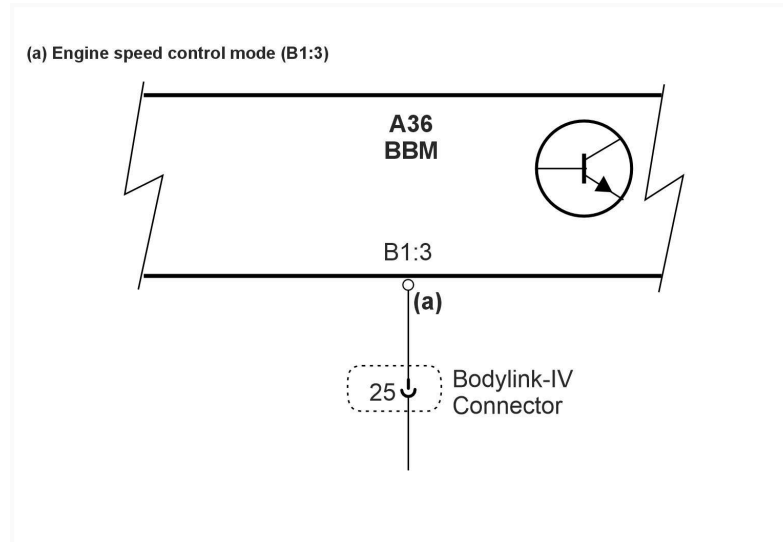 (a) Engine speed control mode (B1:3)
A36
BBM
B1:3
(a)
25
Bodylink-IV
Connector